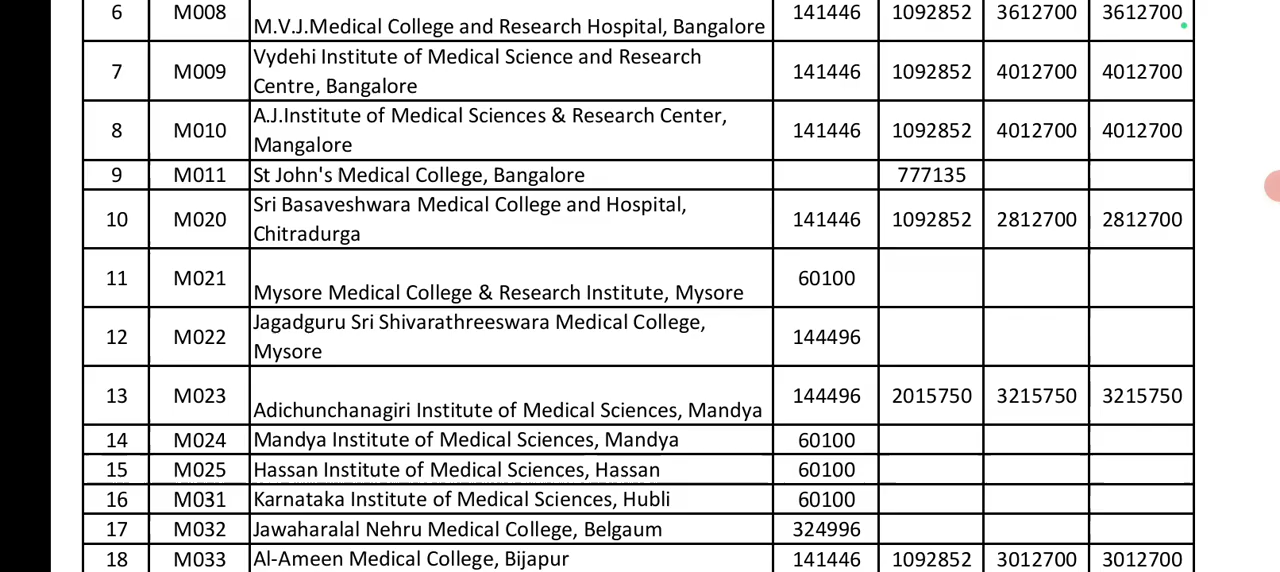 6 M008 M.V.J.Medical College and Research Hospital, Bangalore 141446 1092852 3612700 3612700
7 M009 Vydehi Institute of Medical Science and Research
Centre, Bangalore 141446 1092852 4012700 4012700
8 M010 A.J.Institute of Medical Sciences & Research Center,
Mangalore 141446 1092852 4012700 4012700
9 M011 St John's Medical College, Bangalore 777135
10 M020 Sri Basaveshwara Medical College and Hospital,
Chitradurga 141446 1092852 2812700 2812700
11 M021 Mysore Medical College & Research Institute, Mysore 60100
12 M022 Jagadguru Sri Shivarathreeswara Medical College,
Mysore 144496
13 M023 Adichunchanagiri Institute of Medical Sciences, Mandya 144496 2015750 3215750 3215750
14 M024 Mandya Institute of Medical Sciences, Mandya 60100
15 M025 Hassan Institute of Medical Sciences, Hassan 60100
16 M031 Karnataka Institute of Medical Sciences, Hubli 60100
17 M032 Jawaharalal Nehru Medical College, Belgaum 324996
18 M033 Al-Ameen Medical College, Bijapur 141446 1092852 3012700 3012700